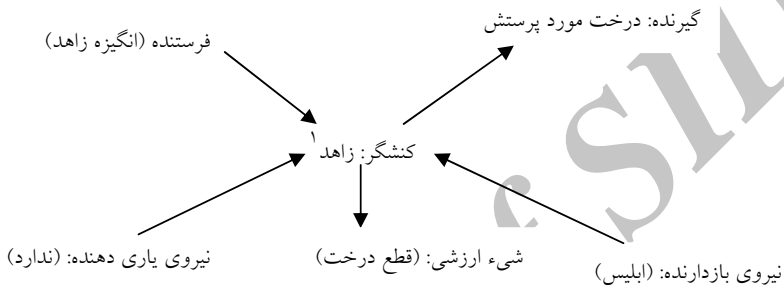 گیرنده: درخت مورد پرستش
فرستنده (انگیزه زاهد)
کنشگر: زاهد۱
نیروی یاری دهنده: (ندارد)
شیء ارزشی: (قطع درخت)
نیروی بازدارنده: (ابلیس)